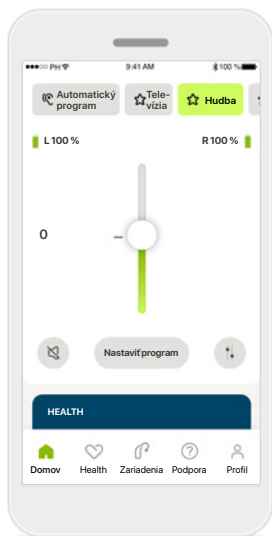 PH 9:41 AM 100 %
Automatický program
Tele-
vízia
Hudba
L 100 % R 100 %
0
Nastaviť program
HEALTH
Domov Health Zariadenia Podpora Profil